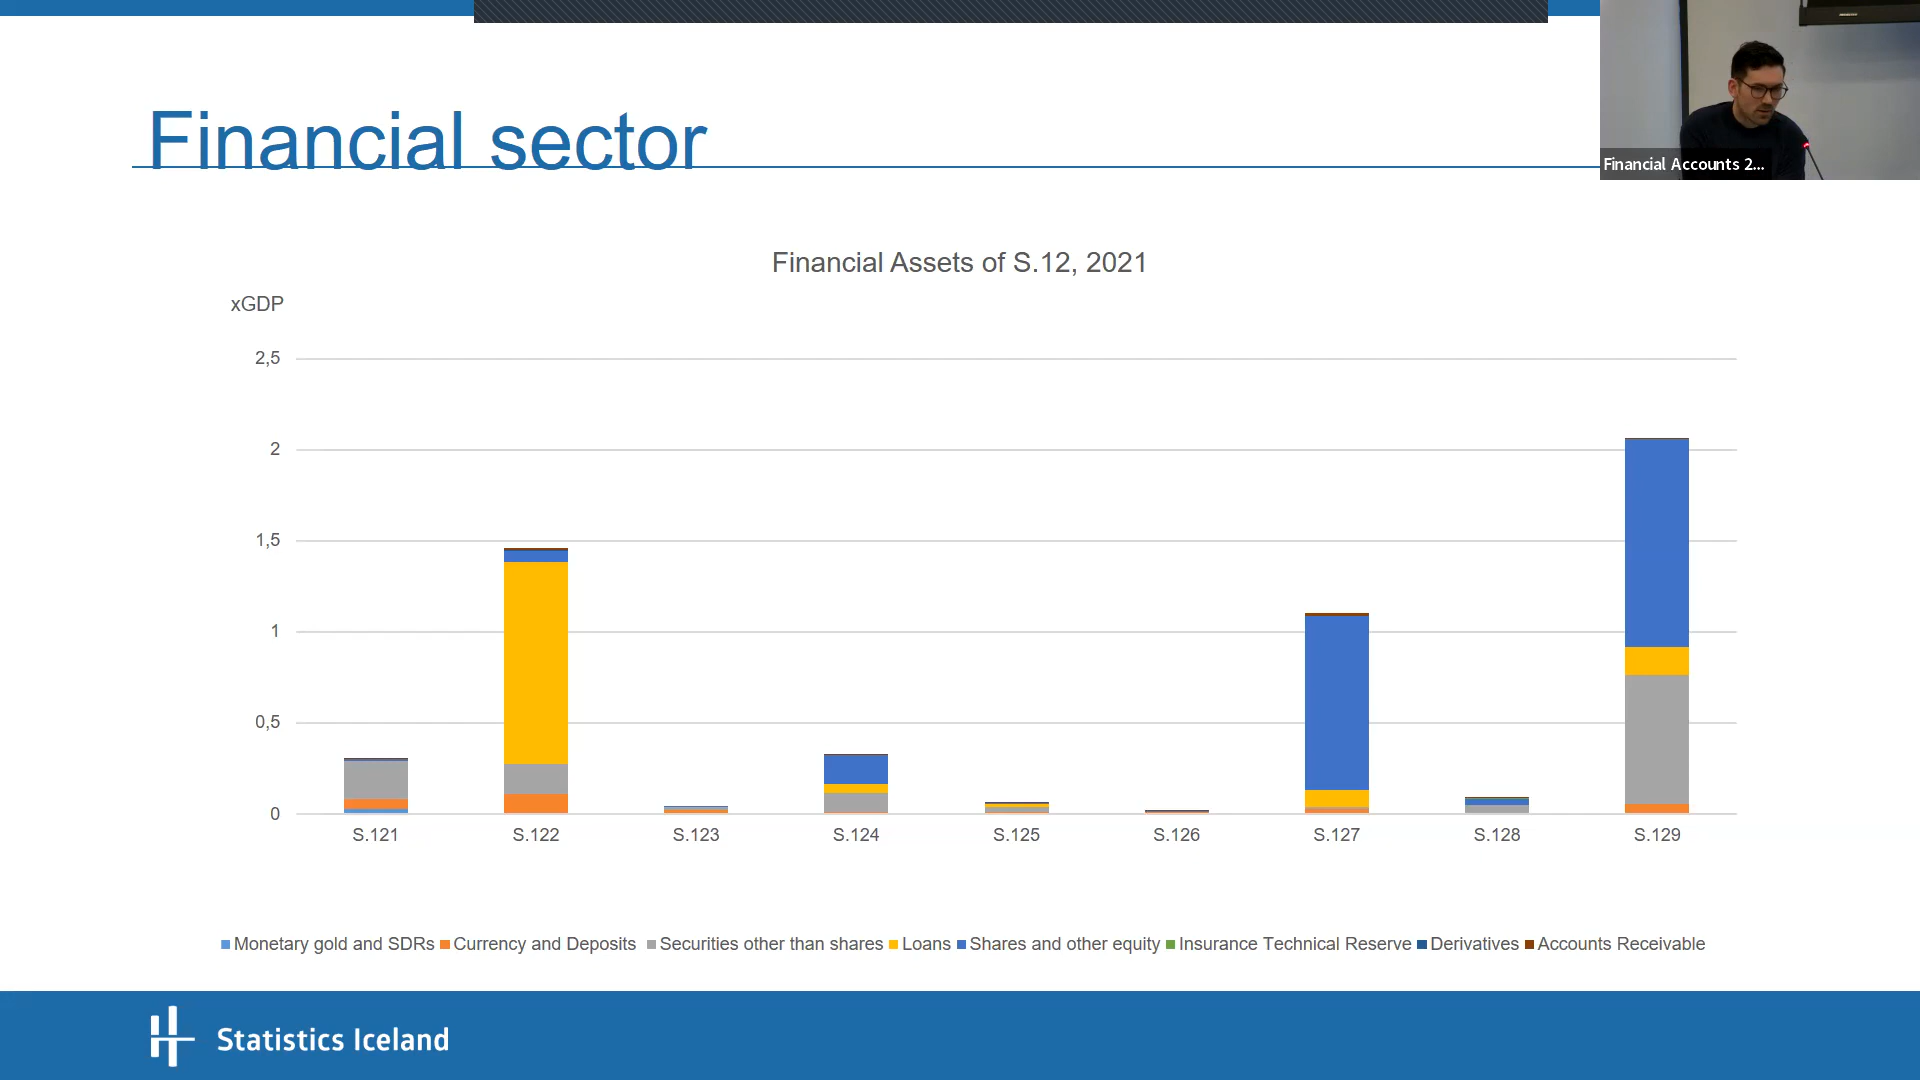 Financial sector
Financial Accounts 2...
Financial Assets of S.12, 2021
xGDP
2,5
2
1,5
1
0,5
0
S.121 S.122 S.123 S.124 S.125 S.126 S.127 S.128 S.129
Monetary gold and SDRs Currency and Deposits Securities other than shares Loans Shares and other equity Insurance Technical Reserve Derivatives Accounts Receivable
Statistics Iceland